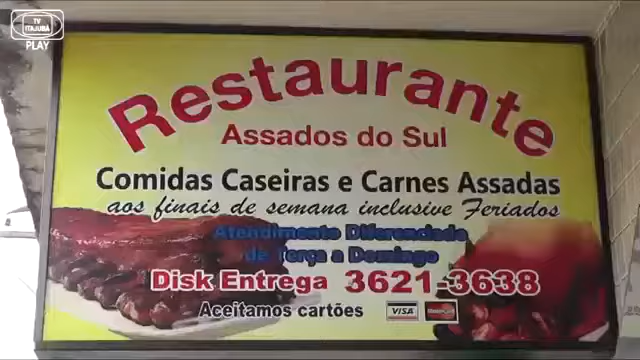 TV
ITAJUBÁ
PLAY
Restaurante
Assados do Sul
Comidas Caseiras e Carnes Assadas
aos finais de semana inclusive Feriados
Atendimento Diferenciado
de Terça a Domingo
Disk Entrega 3621-3638
Aceitamos cartões VISA